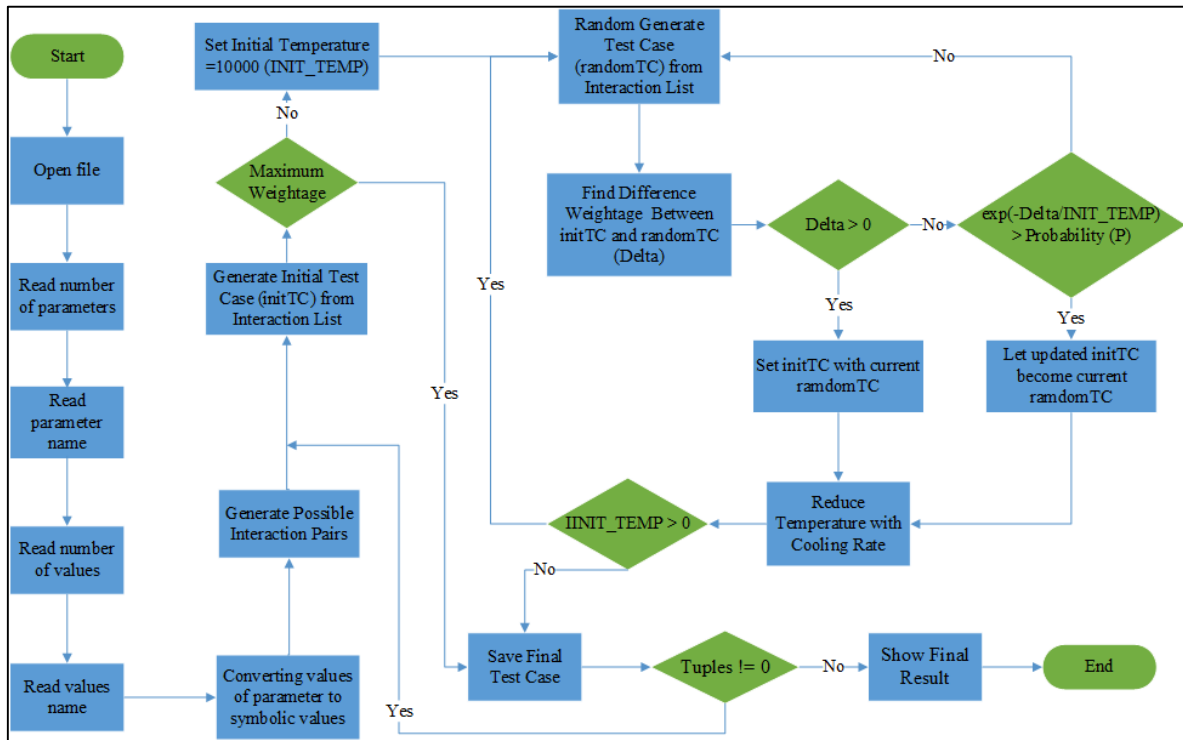 Start
Open file
Read number
of parameters
Read
parameter
name
Read number
of values
Read values
name
Converting values
of parameter to
symbolic values
Generate Possible
Interaction Pairs
Generate Initial Test
Case (initTC) from
Interaction List
Maximum
Weightage
No
Yes
Set Initial Temperature
=10000 (INIT_TEMP)
Random Generate
Test Case
(randomTC) from
Interaction List
Find Difference
Weightage Between
initTC and randomTC
(Delta)
Delta > 0
No
Yes
exp(-Delta/INIT_TEMP)
> Probability (P)
No
Yes
Set initTC with current
ramdomTC
Let updated initTC
become current
ramdomTC
Reduce
Temperature with
Cooling Rate
IINIT_TEMP > 0
Yes
No
Save Final
Test Case
Tuples != 0
Yes
No
Show Final
Result
End